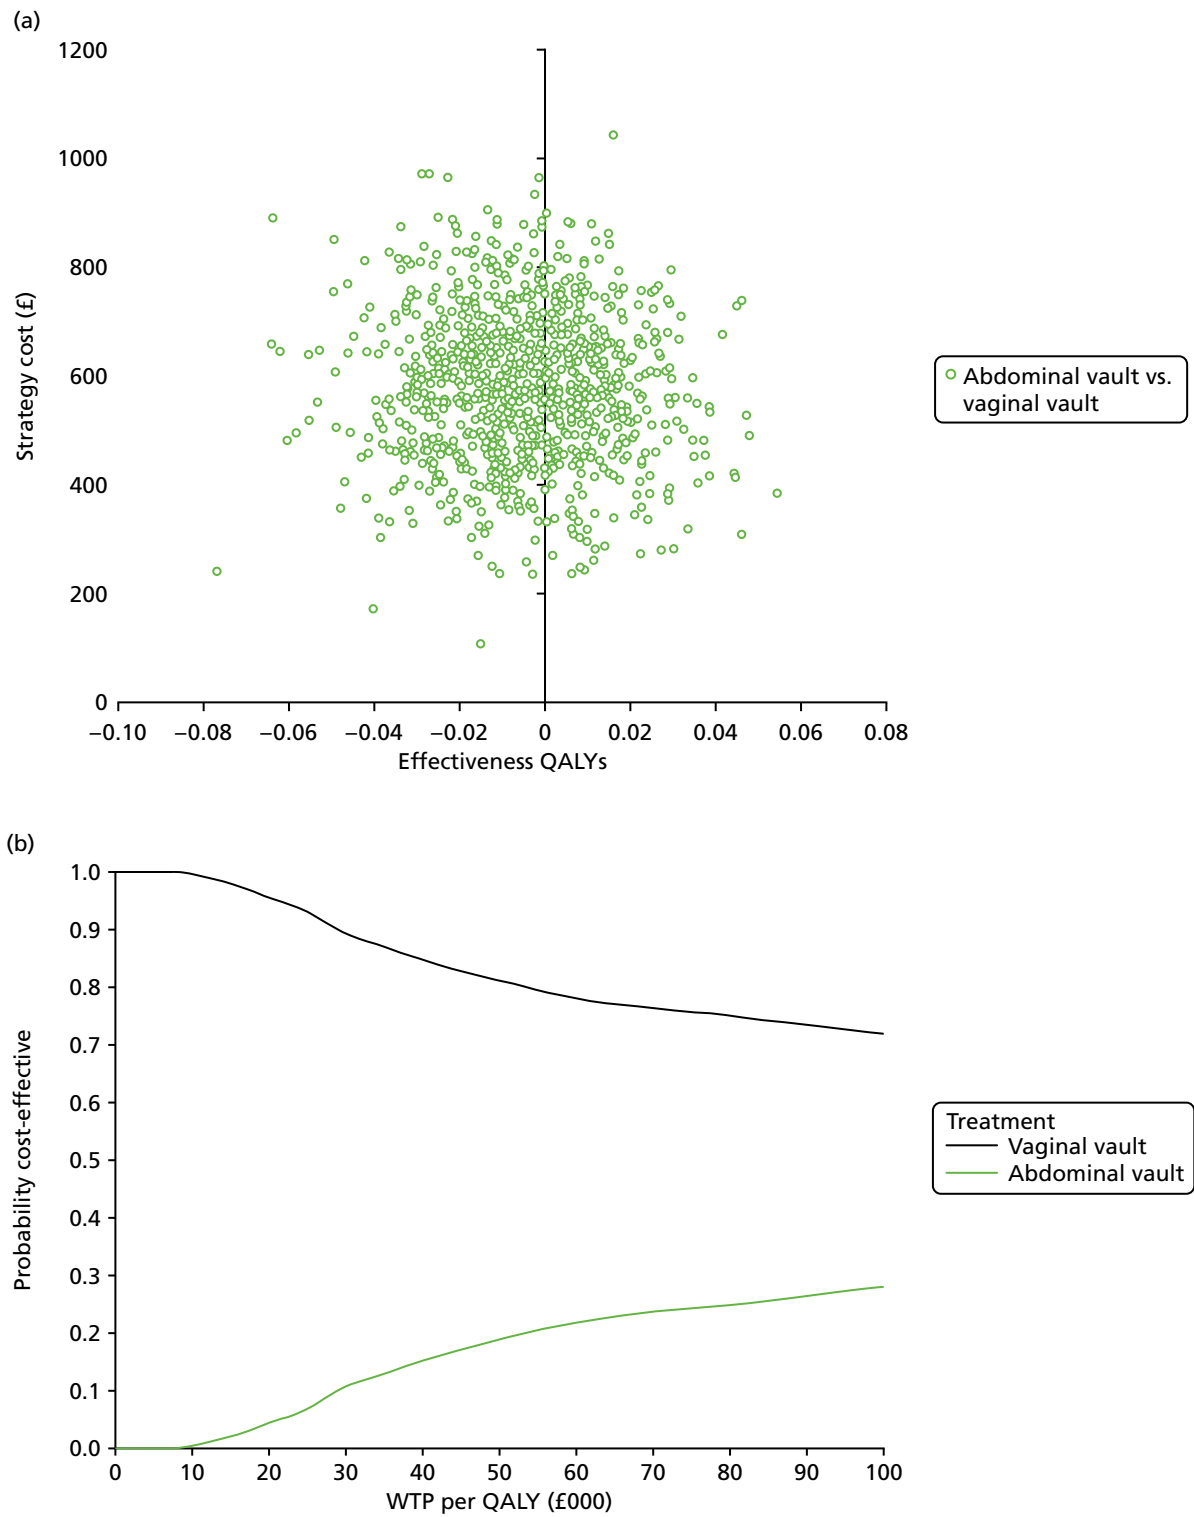 (a)
1200
1000
800
600
400
200
0
Strategy cost (£)
−0.10 −0.08 −0.06 −0.04 −0.02 0 0.02 0.04 0.06 0.08
Effectiveness QALYs
Abdominal vault vs.
vaginal vault
(b)
1.0
0.9
0.8
0.7
0.6
0.5
0.4
0.3
0.2
0.1
0.0
Probability cost-effective
0 10 20 30 40 50 60 70 80 90 100
WTP per QALY (£000)
Treatment
Vaginal vault
Abdominal vault